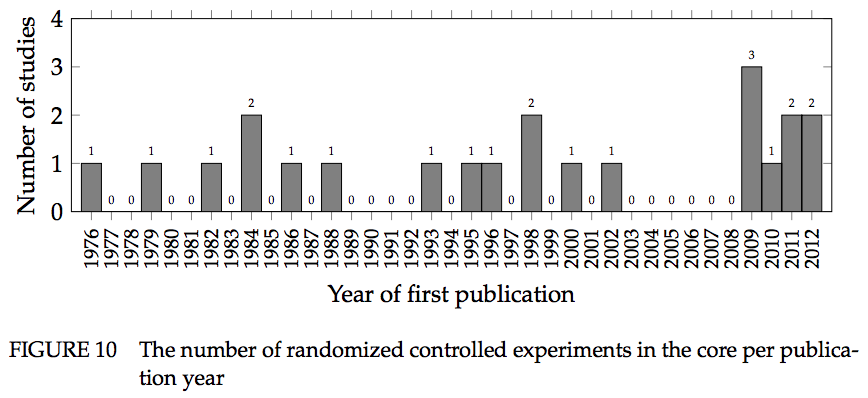 4
3
2
1
0
Number of studies
1 0 0 1 0 0 1 0 2 0 1 0 1 0 0 0 0 1 0 1 1 0 2 0 1 0 1 0 0 0 0 0 0 3 1 2 2
1976 1977 1978 1979 1980 1981 1982 1983 1984 1985 1986 1987 1988 1989 1990 1991 1992 1993 1994 1995 1996 1997 1998 1999 2000 2001 2002 2003 2004 2005 2006 2007 2008 2009 2010 2011 2012
Year of first publication
FIGURE 10 The number of randomized controlled experiments in the core per publica-
tion year